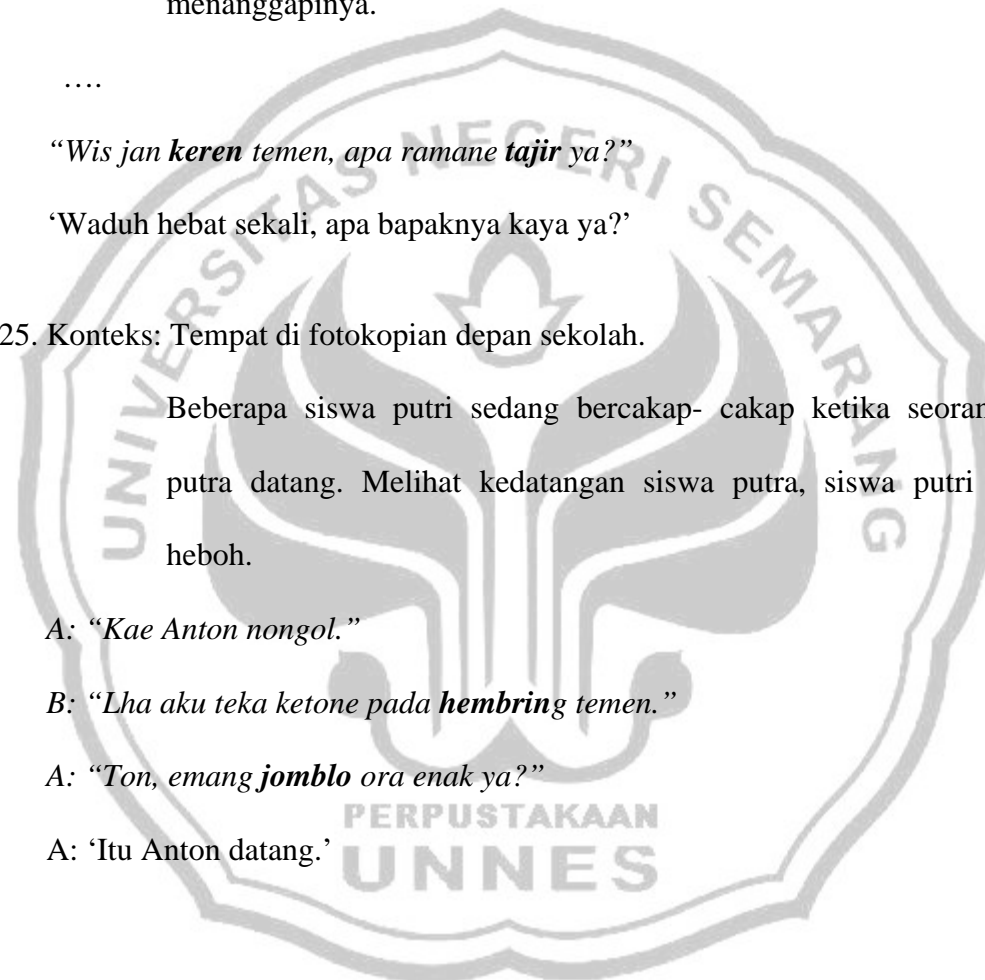 menanggapinya.
….
“Wis jan keren temen, apa ramane tajir ya?”
‘Waduh hebat sekali, apa bapaknya kaya ya?’
25. Konteks: Tempat di fotokopian depan sekolah.
Beberapa siswa putri sedang bercakap- cakap ketika
putra datang. Melihat kedatangan siswa putra, siswa putri
heboh.
A: “Kae Anton nongol.”
B: “Lha aku teka ketone pada hembring temen.”
A: “Ton, emang jomblo ora enak ya?”
A: ‘Itu Anton datang.’
UNIVERSITAS NEGERI SEMARANG
PERPUSTAKAAN
UNNES